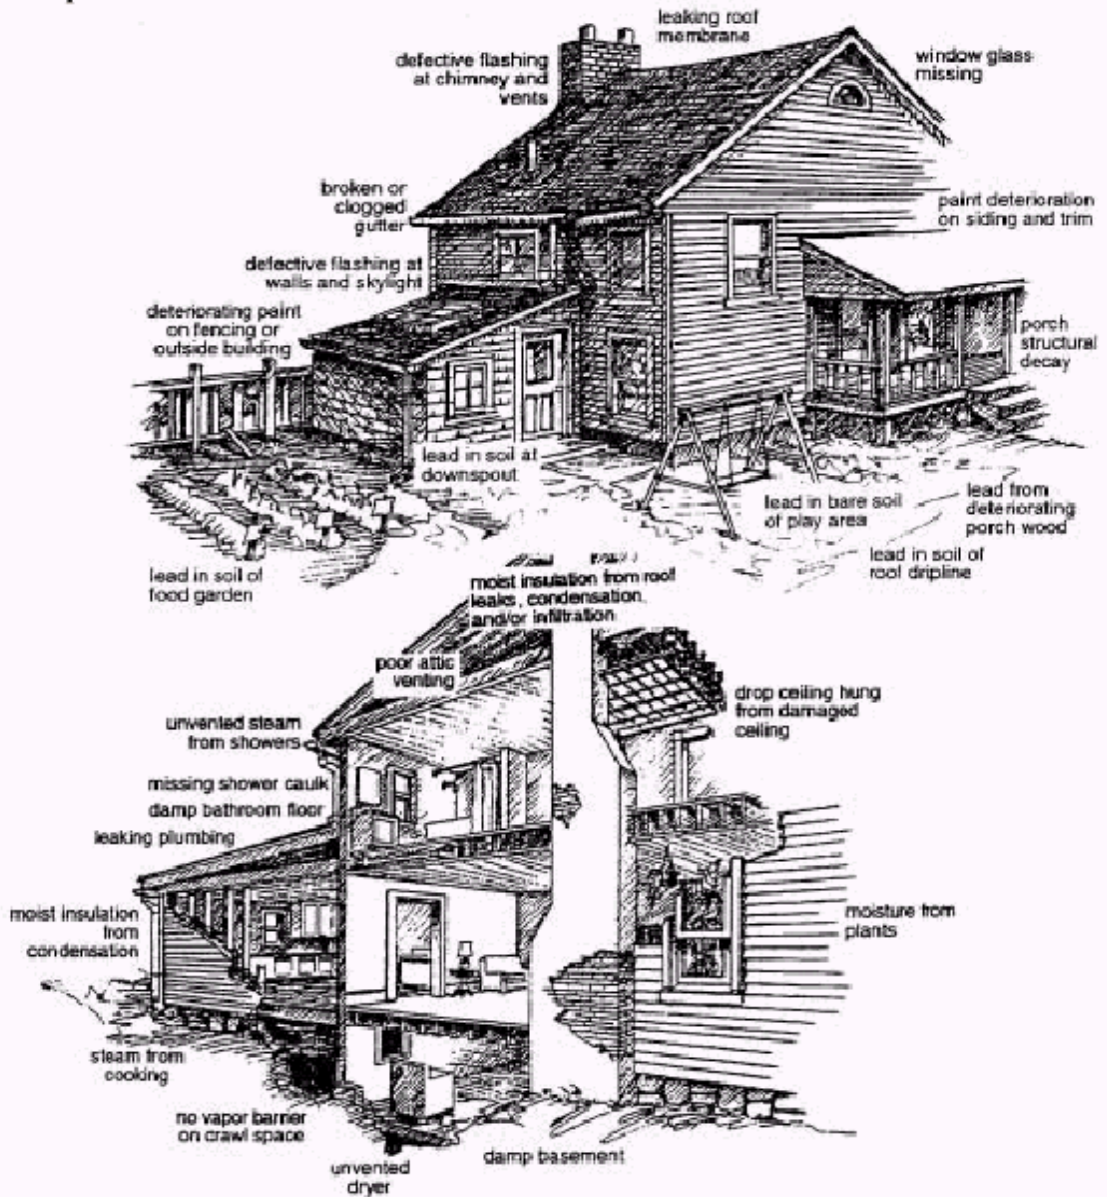 leaking roof
membrane
defective flashing
at chimney and
vents
window glass
missing
broken or
clogged
gutter
paint deterioration
on siding and trim
defective flashing at
walls and skylight
deteriorating paint
on fencing or
outside building
porch
structural
decay
lead in soil at
downspout
lead in bare soil
of play area
lead from
deteriorating
porch wood
lead in soil of
roof dripline
lead in soil of
food garden
moist insulation from roof
leaks, condensation,
and/or infiltration
poor attic
venting
drop ceiling hung
from damaged
ceiling
unvented steam
from showers
missing shower caulk
damp bathroom floor
leaking plumbing
moist insulation
from
condensation
moisture from
plants
steam from
cooking
no vapor barrier
on crawl space
damp basement
unvented
dryer